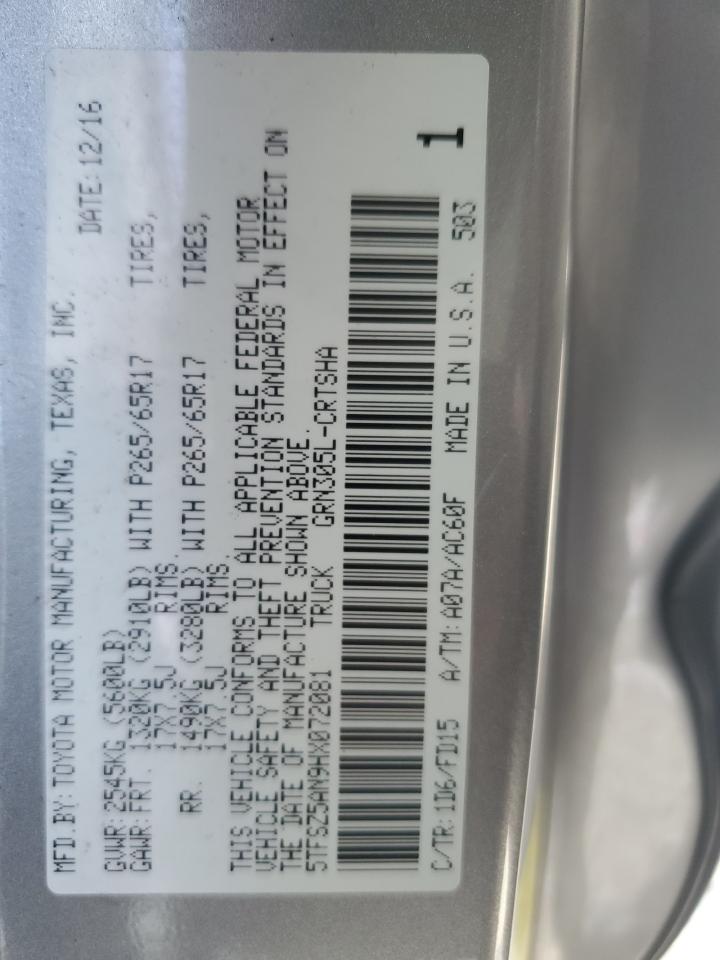 MFD.BY:TOYOTA MOTOR MANUFACTURING, TEXAS, INC.
DATE:12/16
GVWR:2545KG (5600LB)
GAWR:FRT. 1320KG (2910LB) WITH P265/65R17 TIRES,
17X7.5J RIMS.
RR. 1490KG (3280LB) WITH P265/65R17 TIRES,
17X7.5J RIMS
THIS VEHICLE CONFORMS TO ALL APPLICABLE FEDERAL MOTOR
VEHICLE SAFETY AND THEFT PREVENTION STANDARDS IN EFFECT ON
THE DATE OF MANUFACTURE SHOWN ABOVE.
5TFSZ5AN9HX072081 TRUCK GRN305L-CRTSHA
1
C/TR:1D6/FD15 A/TM:A07A/AC60F MADE IN U.S.A. 503